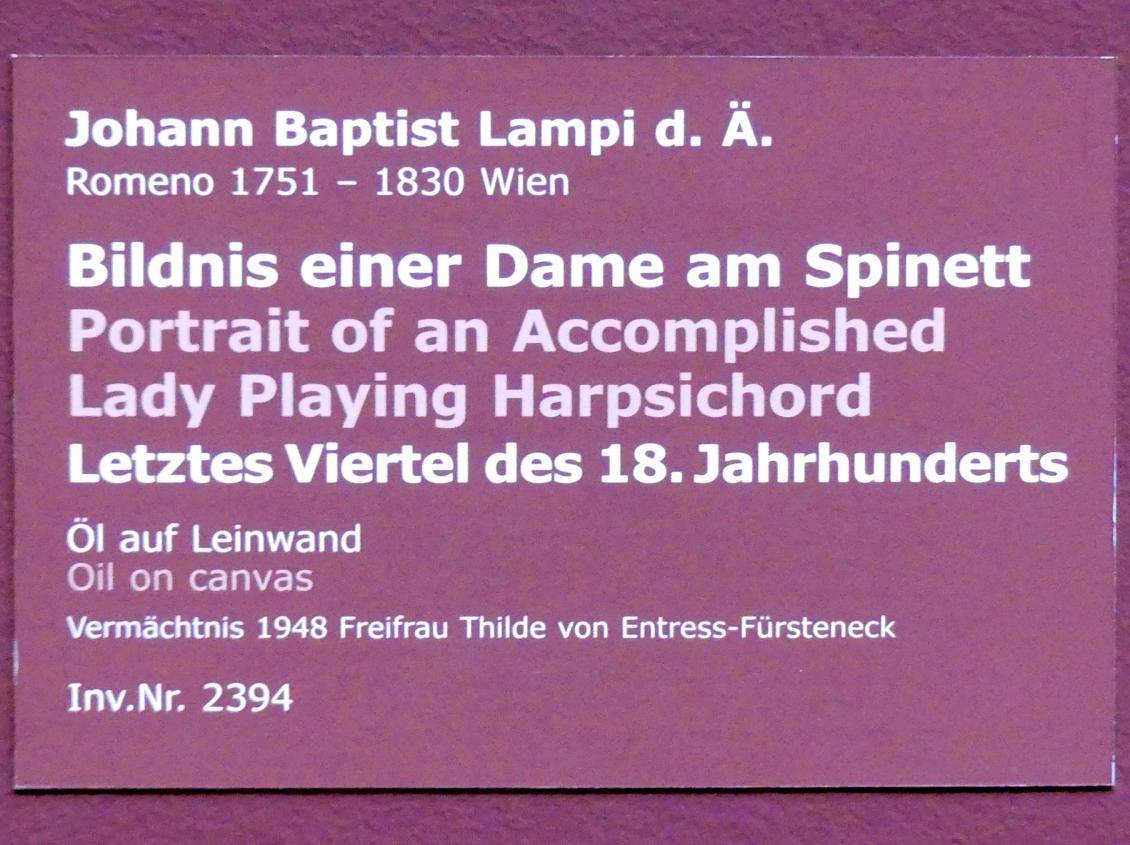 Johann Baptist Lampi d. Ä.
Romeno 1751 – 1830 Wien
Bildnis einer Dame am Spinett
Portrait of an Accomplished
Lady Playing Harpsichord
Letztes Viertel des 18. Jahrhunderts
Öl auf Leinwand
Oil on canvas
Vermächtnis 1948 Freifrau Thilde von Entress-Fürsteneck
Inv.Nr. 2394